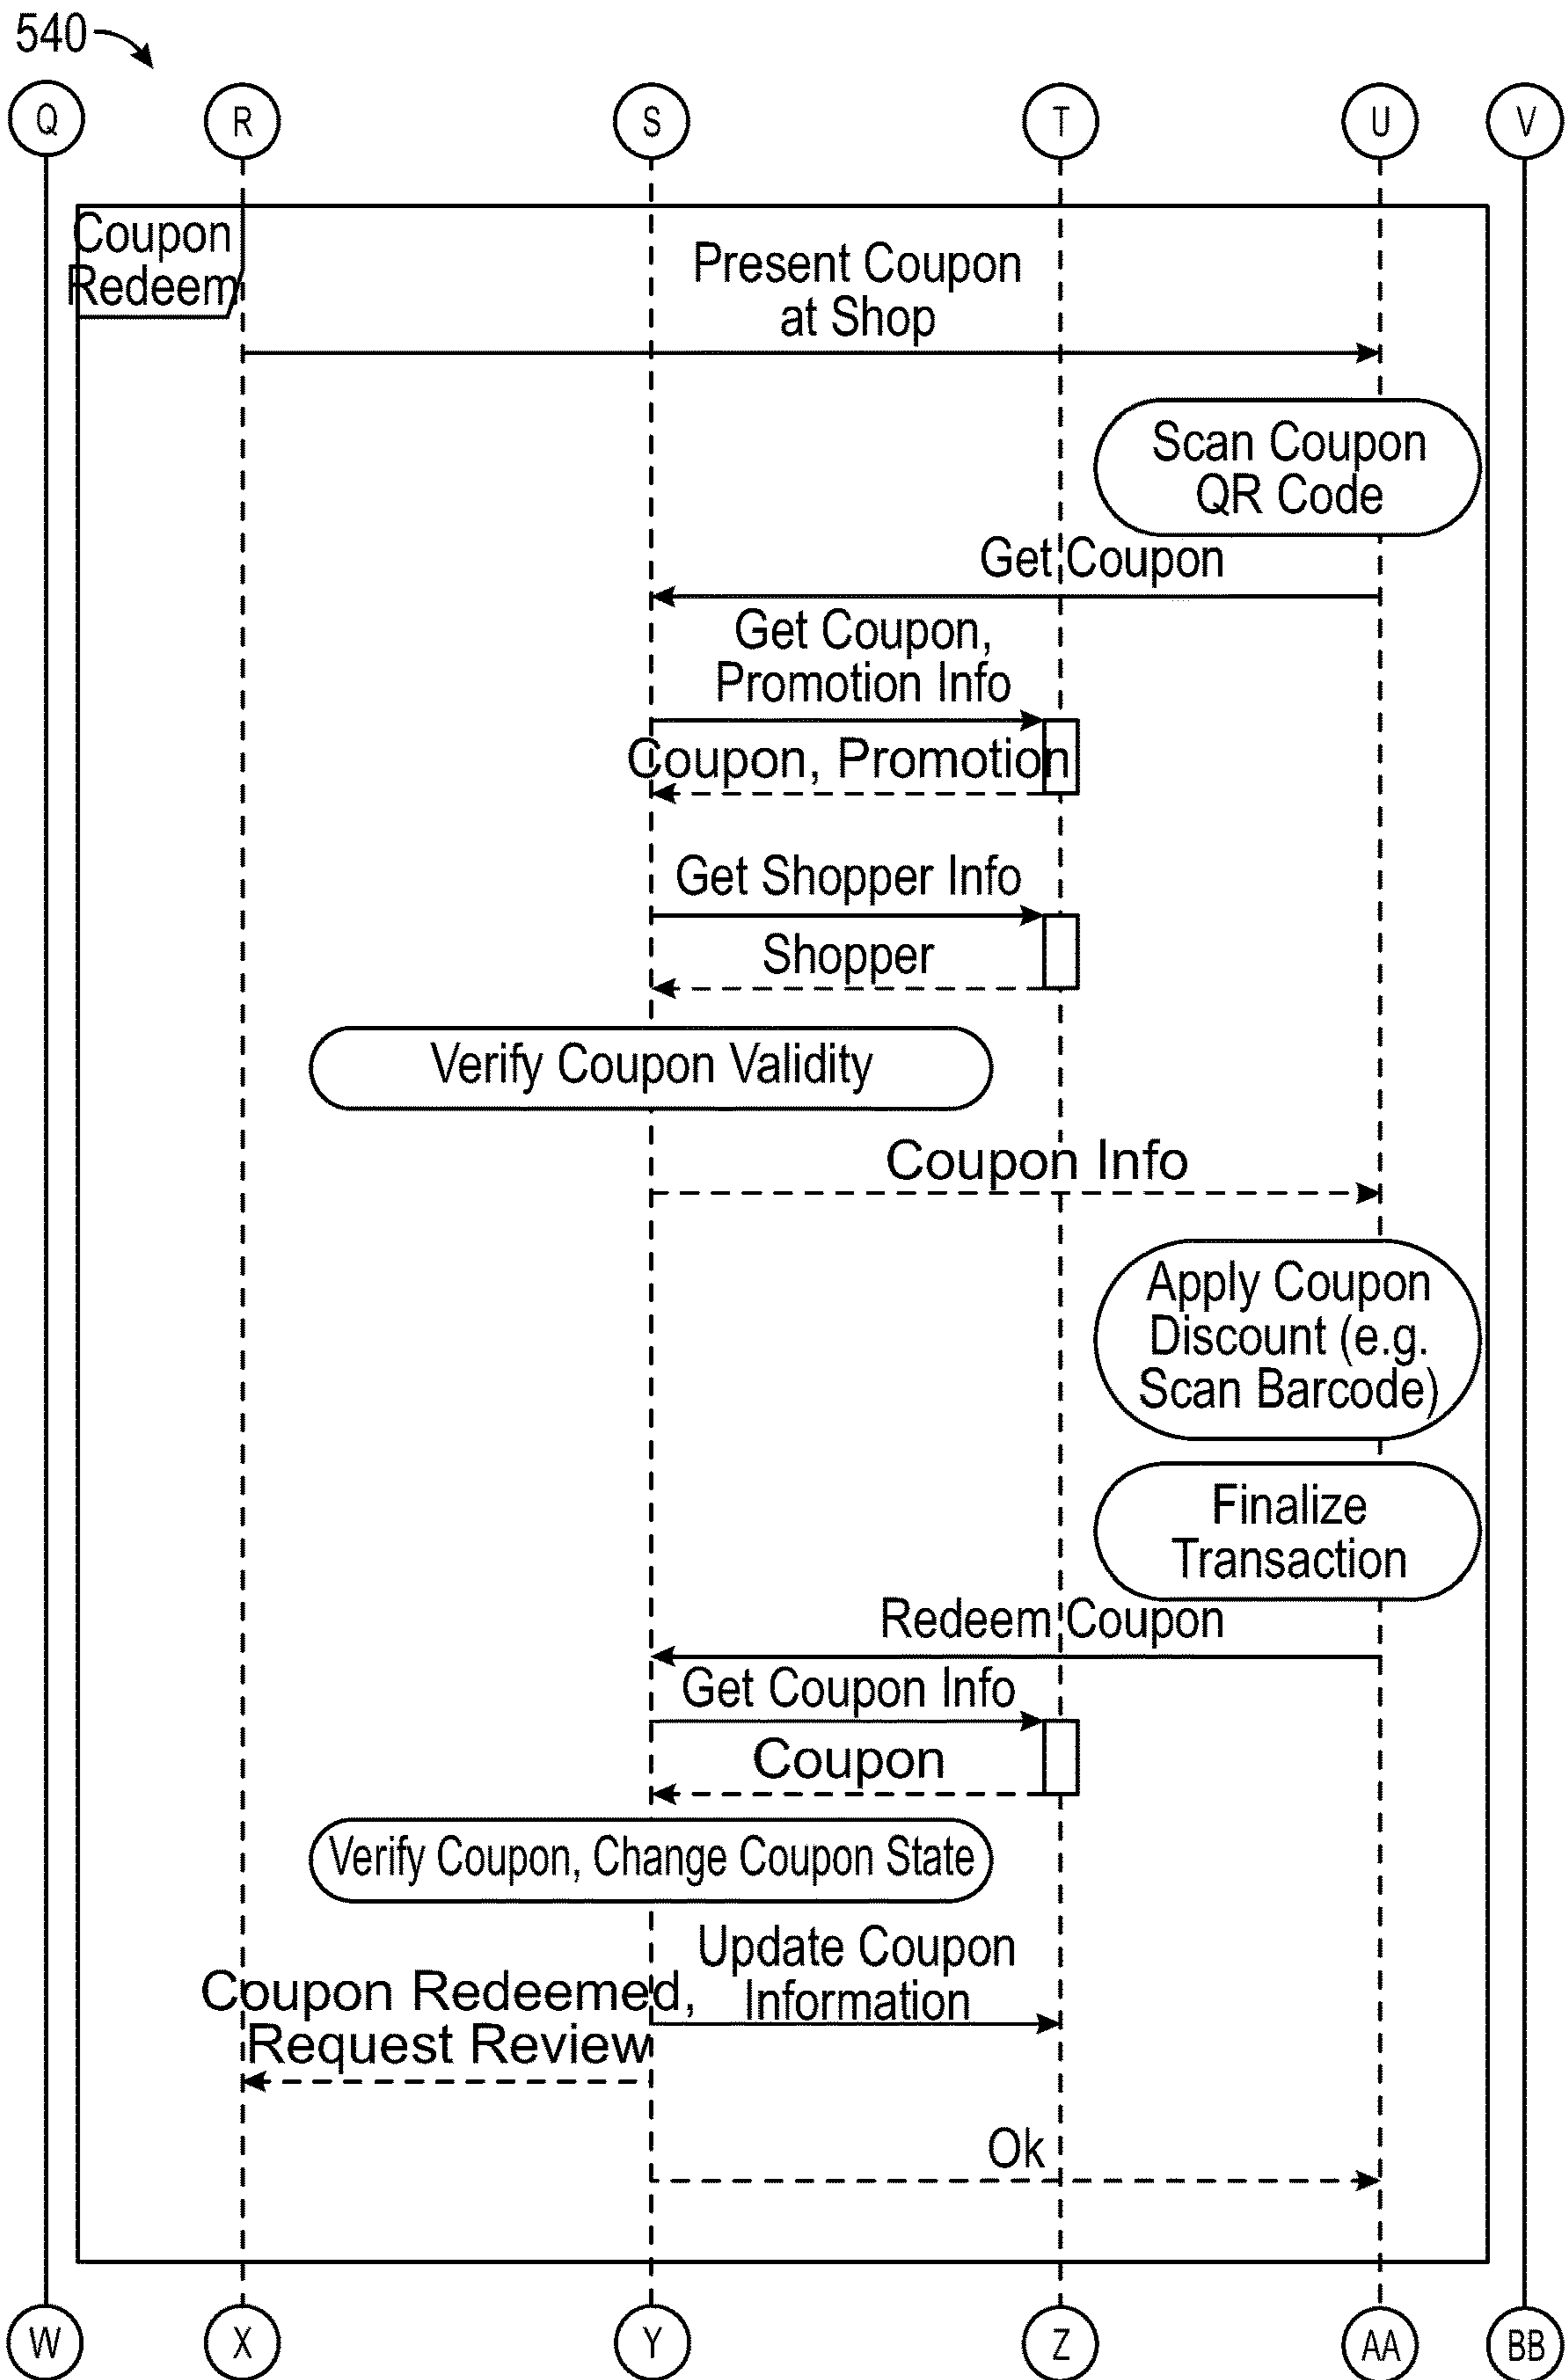 540
Q
R
S
T
U
V
Coupon
Redeem
Present Coupon
at Shop
Scan Coupon
QR Code
Get Coupon
Get Coupon,
Promotion Info
Coupon, Promotion
Get Shopper Info
Shopper
Verify Coupon Validity
Coupon Info
Apply Coupon
Discount (e.g.
Scan Barcode)
Finalize
Transaction
Redeem Coupon
Get Coupon Info
Coupon
Verify Coupon, Change Coupon State
Update Coupon
Information
Coupon Redeemed,
Request Review
Ok
W
X
Y
Z
AA
BB